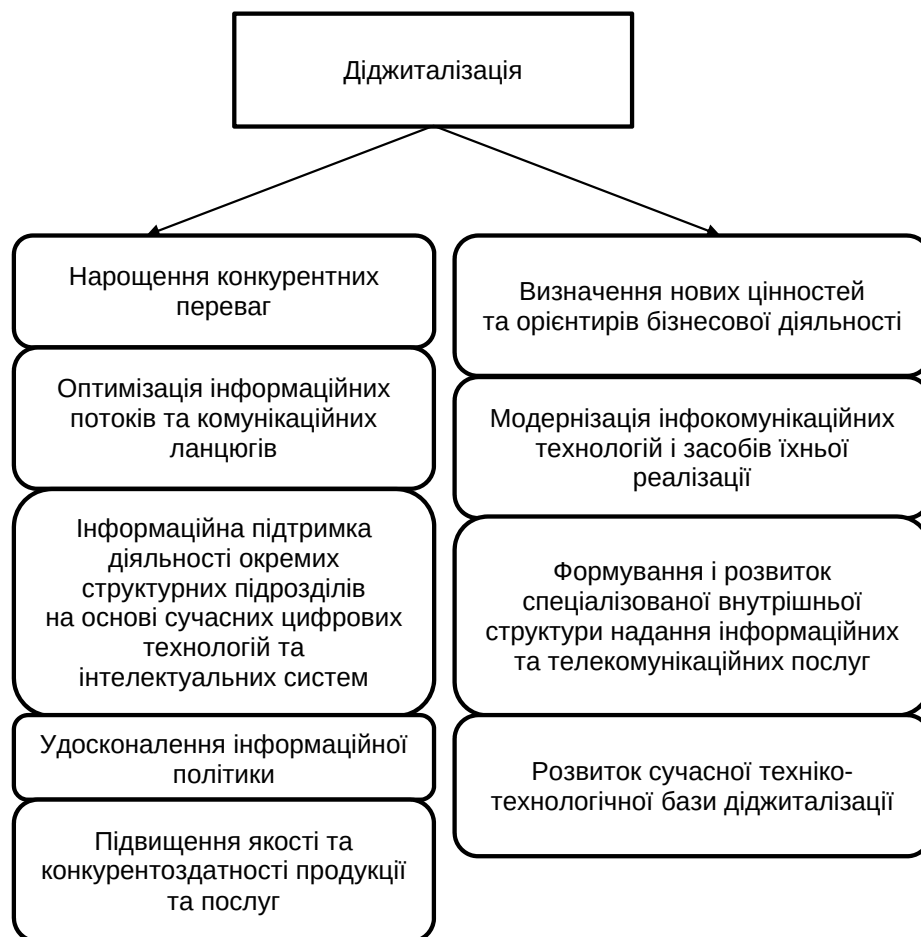 Діджиталізація
Нарощення конкурентних
переваг
Оптимізація інформаційних
потоків та комунікаційних
ланцюгів
Інформаційна підтримка
діяльності окремих
структурних підрозділів
на основі сучасних цифрових
технологій та
інтелектуальних систем
Удосконалення інформаційної
політики
Підвищення якості та
конкурентоздатності продукції
та послуг
Визначення нових цінностей
та орієнтирів бізнесової діяльності
Модернізація інфокомунікаційних
технологій і засобів їхньої
реалізації
Формування і розвиток
спеціалізованої внутрішньої
структури надання інформаційних
та телекомунікаційних послуг
Розвиток сучасної техніко-
технологічної бази діджиталізації